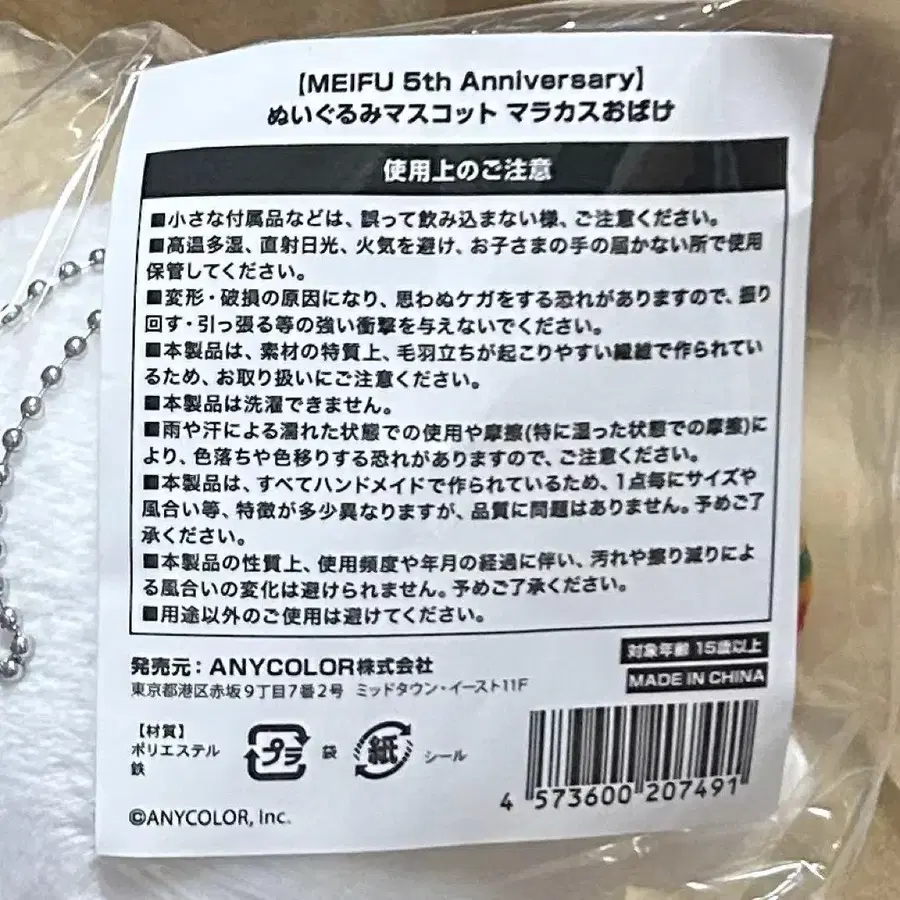 【MEIFU 5th Anniversary】
ぬいぐるみマスコット マラカスおばけ
使用上のご注意
■小さな付属品などは、誤って飲み込まない様、ご注意ください。
■高温多湿、直射日光、火気を避け、お子さまの手の届かない所で使用
保管してください。
■変形・破損の原因になり、思わぬケガをする恐れがありますので、振り
回す・引っ張る等の強い衝撃を与えないでください。
■本製品は、素材の特質上、毛羽立ちが起こりやすい繊維で作られてい
るため、お取り扱いにご注意ください。
■本製品は洗濯できません。
■雨や汗による濡れた状態での使用や摩擦(特に湿った状態での摩擦)に
より、色落ちや色移りする恐れがありますので、ご注意ください。
■本製品は、すべてハンドメイドで作られているため、1点毎にサイズや
風合い等、特徴が多少異なりますが、品質に問題はありません。予めご了
承ください。
■本製品の性質上、使用頻度や年月の経過に伴い、汚れや擦り減りによ
る風合いの変化は避けられません。予めご了承ください。
■用途以外のご使用は避けてください。
発売元：ANYCOLOR株式会社
東京都港区赤坂9丁目7番2号 ミッドタウン・イースト11F
対象年齢 15歳以上
MADE IN CHINA
【材質】
ポリエステル
鉄
プラ 袋
紙 シール
4 573600 207491
©ANYCOLOR, Inc.